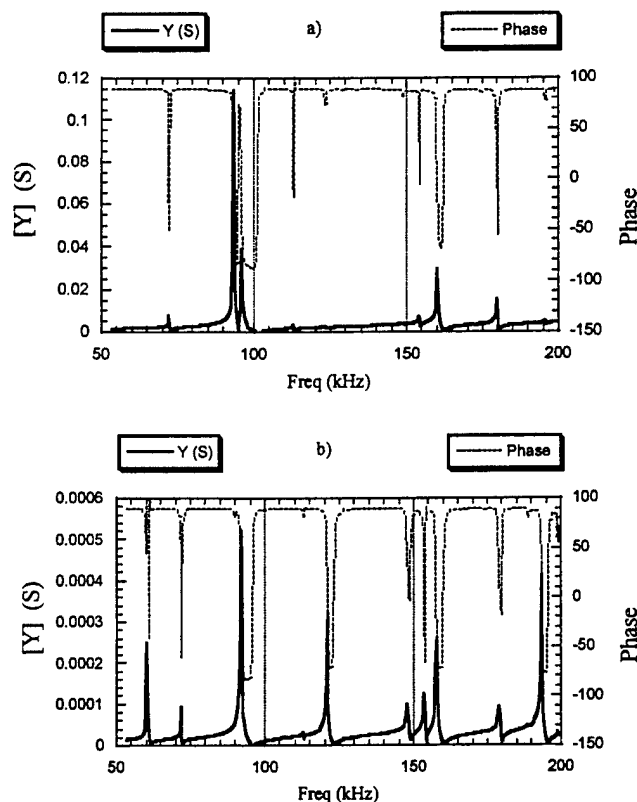 Y (S) a) Phase
0.12 100
0.1 50
0.08
0.06 0
0.04 -50
0.02 -100
0 -150
[Y] (S)
Phase
50 100 150 200
Freq (kHz)
Y (S) b) Phase
0.0006 100
0.0005 50
0.0004
0.0003 0
0.0002 -50
0.0001 -100
0 -150
[Y] (S)
Phase
50 100 150 200
Freq (kHz)